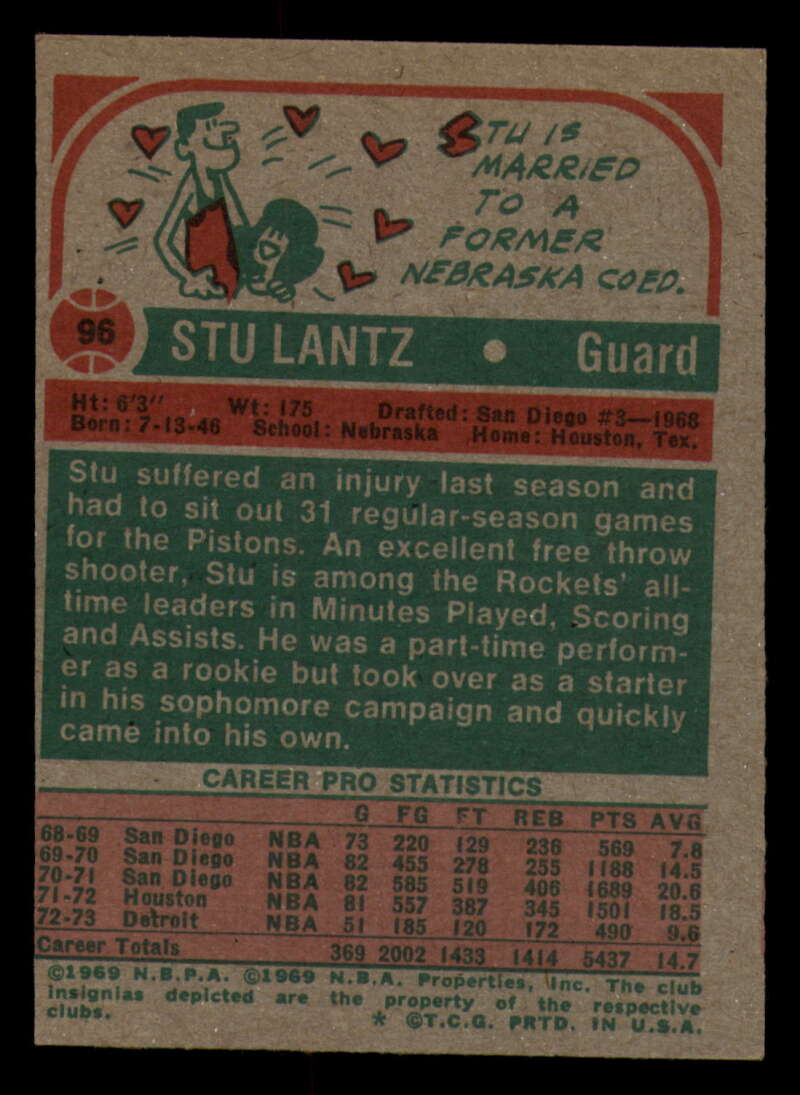 STU IS
MARRIED
TO A
FORMER
NEBRASKA COED.
96 STU LANTZ • Guard
Ht: 6'3" Wt: 175 Drafted: San Diego #3—1968
Born: 7-13-46 School: Nebraska Home: Houston, Tex.
Stu suffered an injury last season and
had to sit out 31 regular-season games
for the Pistons. An excellent free throw
shooter, Stu is among the Rockets' all-
time leaders in Minutes Played, Scoring
and Assists. He was a part-time perform-
er as a rookie but took over as a starter
in his sophomore campaign and quickly
came into his own.
CAREER PRO STATISTICS
G FG FT REB PTS AVG
68-69 San Diego NBA 73 220 129 236 569 7.8
69-70 San Diego NBA 82 455 278 255 1188 14.5
70-71 San Diego NBA 82 585 519 406 1689 20.6
71-72 Houston NBA 81 557 387 345 1501 18.5
72-73 Detroit NBA 51 185 120 172 490 9.6
Career Totals 369 2002 1433 1414 5437 14.7
©1969 N.B.P.A. ©1969 N.B.A. Properties, Inc. The club
insignias depicted are the property of the respective
clubs. * ©T.C.G. PRTD. IN U.S.A.